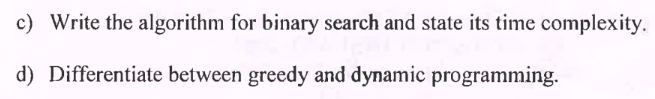 c) Write the algorithm for binary search and state its time complexity.
d) Differentiate between greedy and dynamic programming.